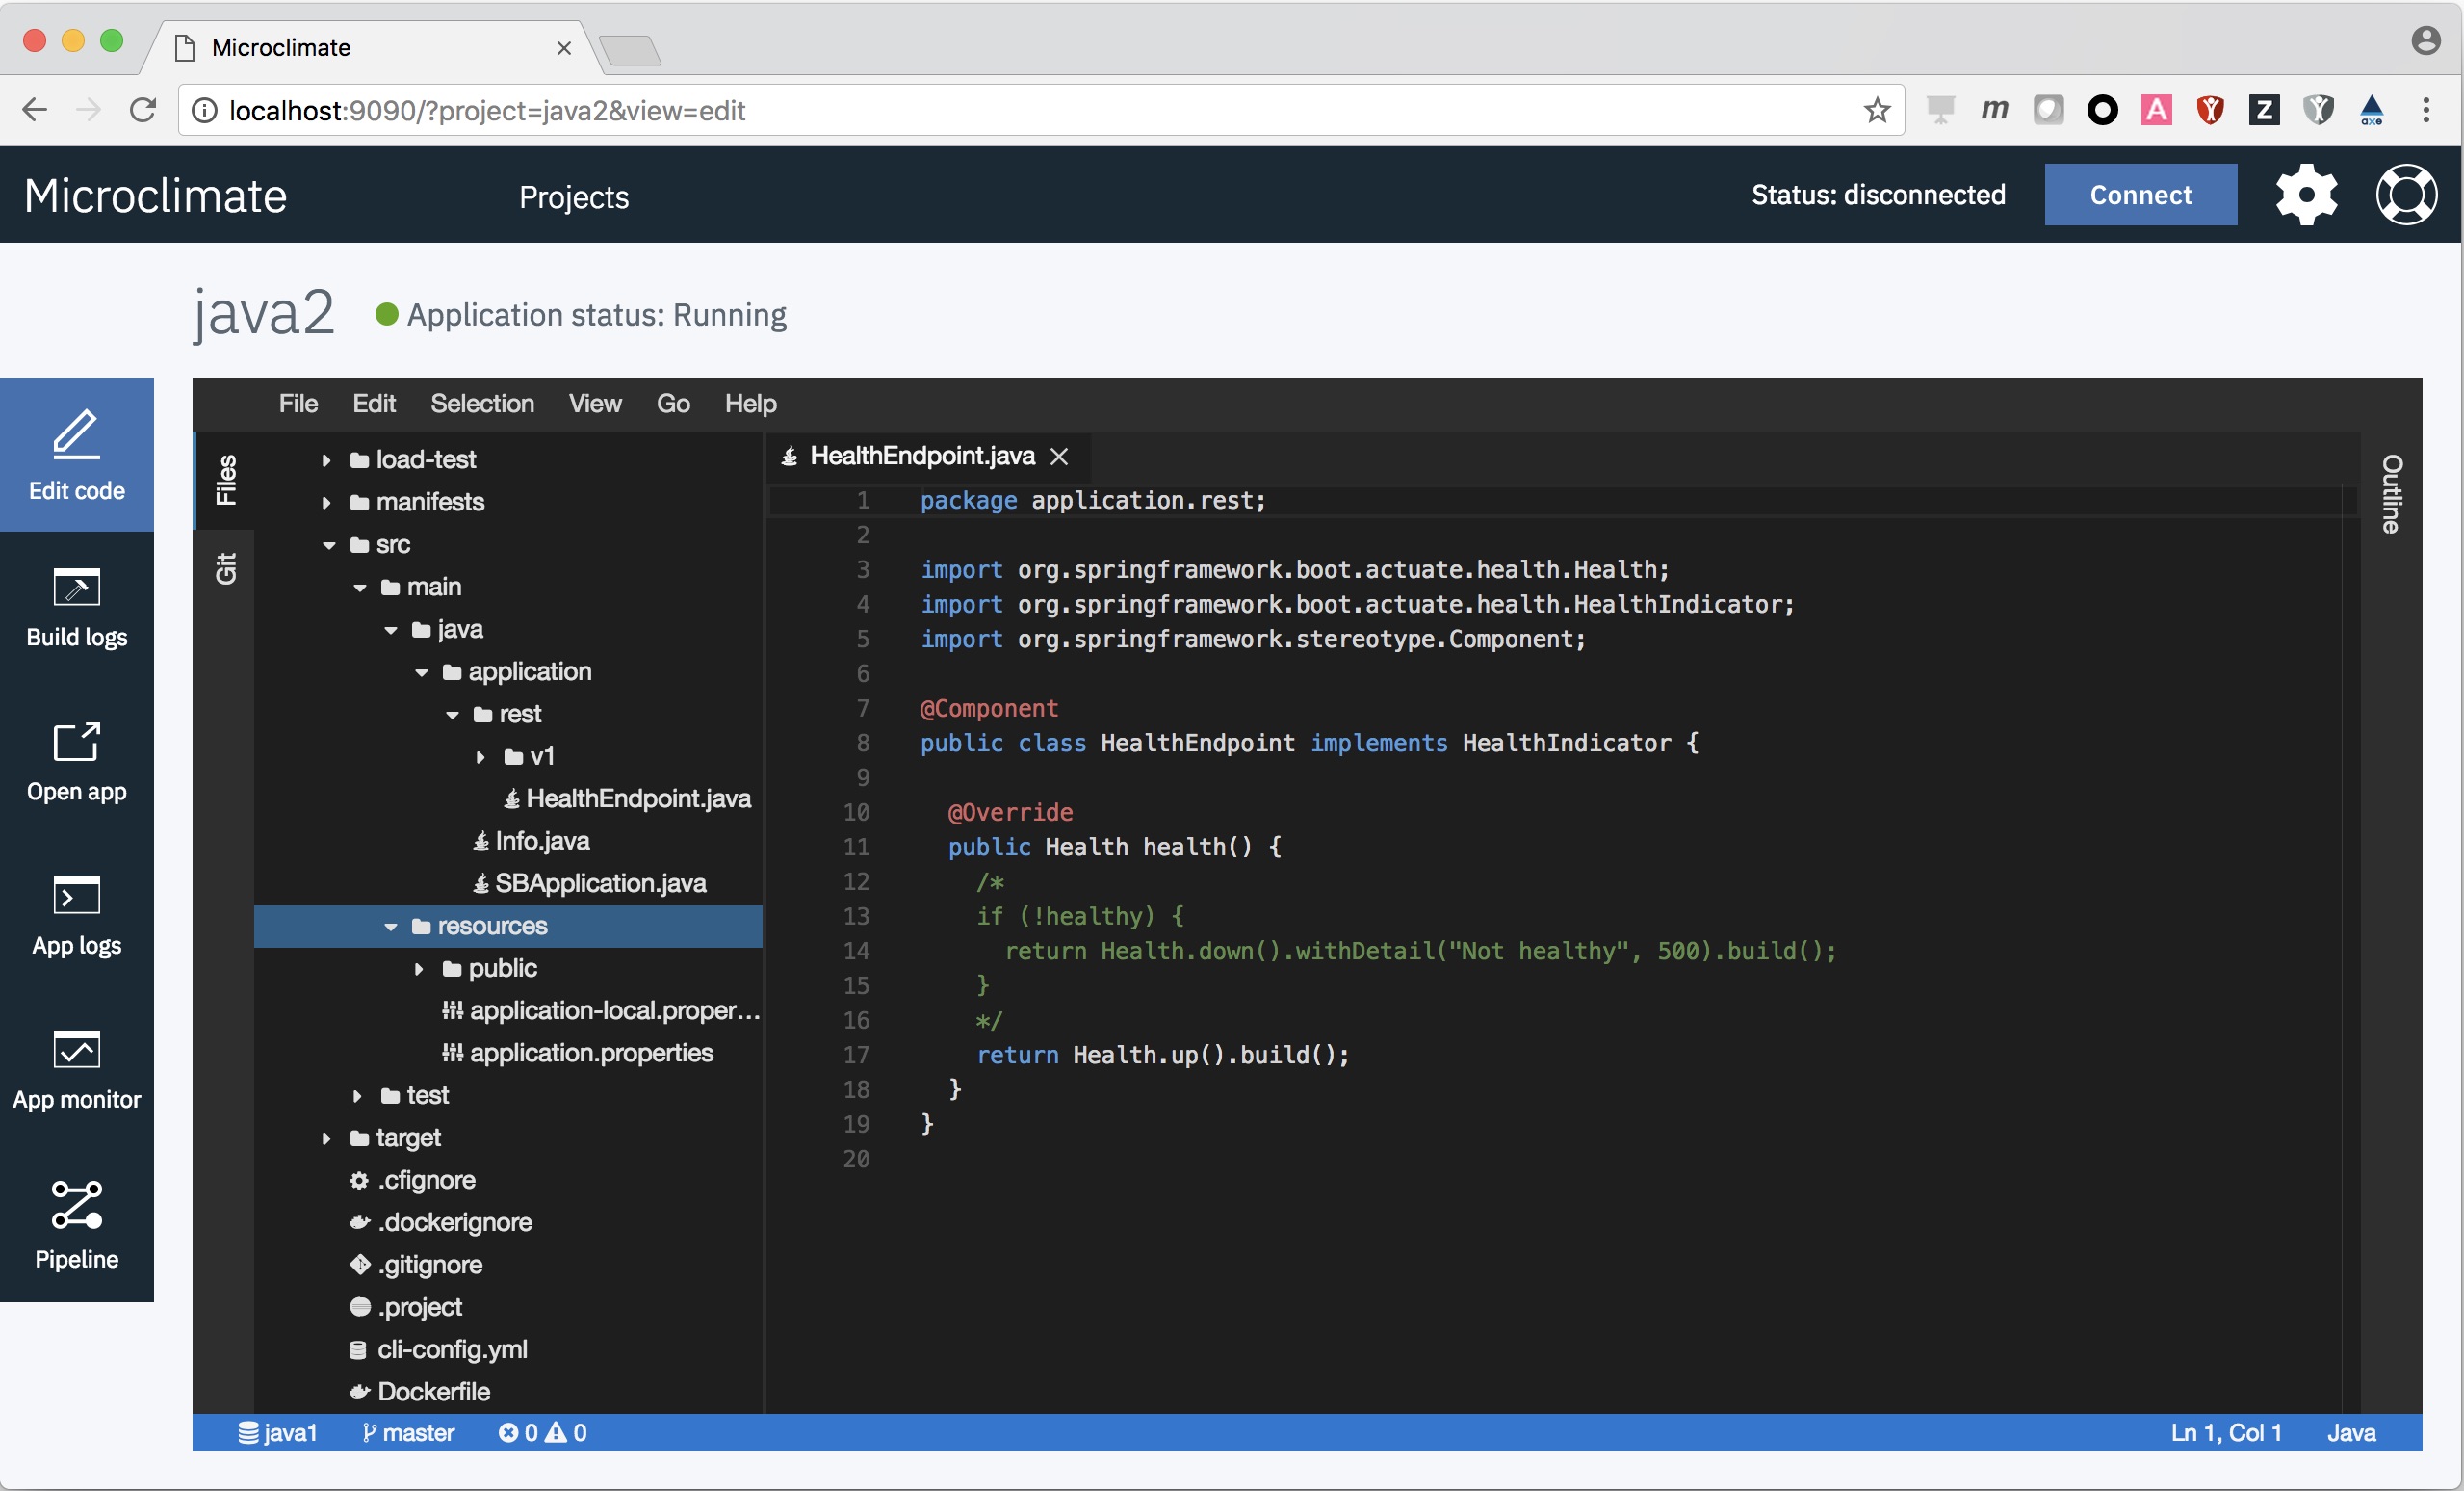 Microclimate
localhost:9090/?project=java2&view=edit
m
A
Z
axe
Microclimate
Projects
Status: disconnected
Connect
java2
Application status: Running
Edit code
Build logs
Open app
App logs
App monitor
Pipeline
File Edit Selection View Go Help
Files
Git
load-test
manifests
src
main
java
application
rest
v1
HealthEndpoint.java
Info.java
SBApplication.java
resources
public
application-local.proper...
application.properties
test
target
.cfignore
.dockerignore
.gitignore
.project
cli-config.yml
Dockerfile
HealthEndpoint.java
1 package application.rest;
2
3 import org.springframework.boot.actuate.health.Health;
4 import org.springframework.boot.actuate.health.HealthIndicator;
5 import org.springframework.stereotype.Component;
6
7 @Component
8 public class HealthEndpoint implements HealthIndicator {
9
10 @Override
11 public Health health() {
12 /*
13 if (!healthy) {
14 return Health.down().withDetail("Not healthy", 500).build();
15 }
16 */
17 return Health.up().build();
18 }
19 }
20
Outline
java1 master 0 0
Ln 1, Col 1 Java